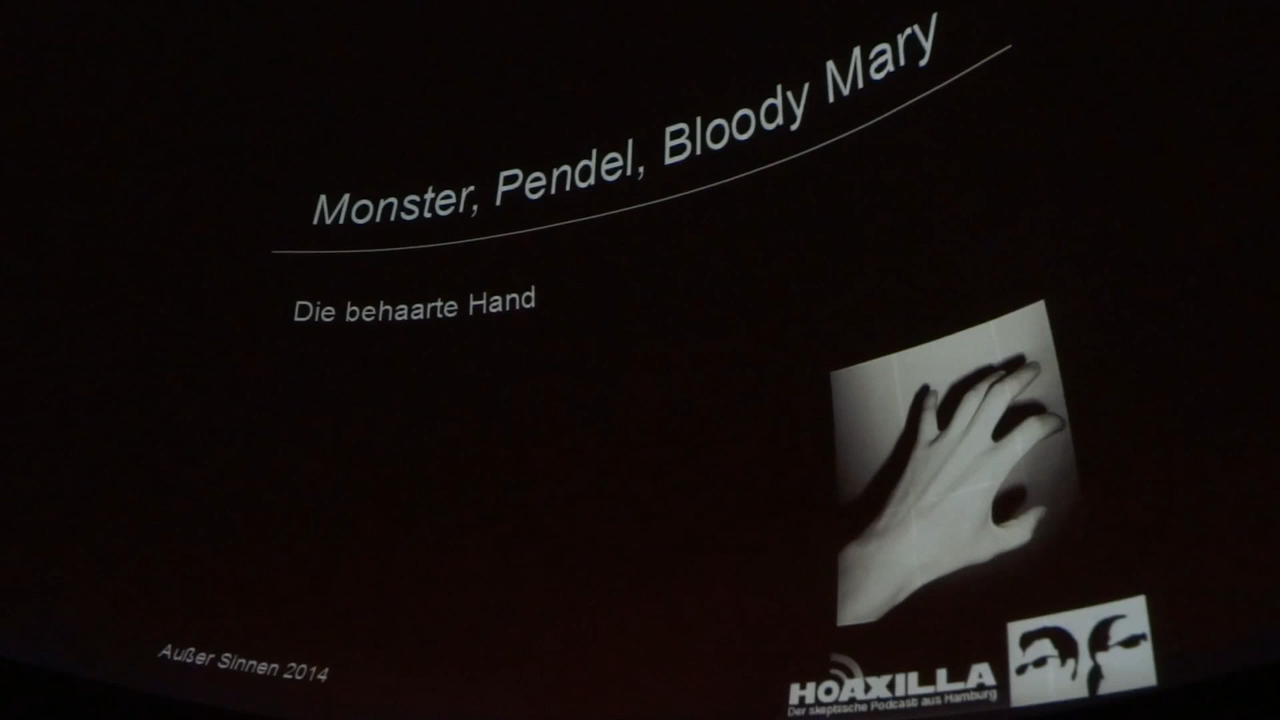 Monster, Pendel, Bloody Mary
Die behaarte Hand
Außer Sinnen 2014
HOAXILLA
Der skeptische Podcast aus Hamburg